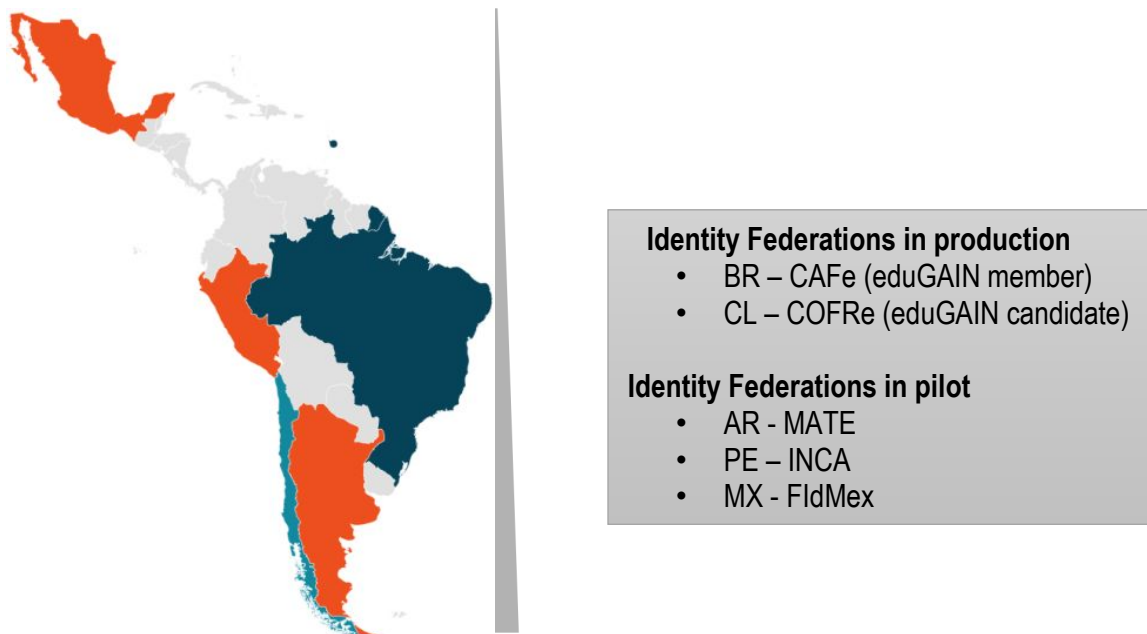 Identity Federations in production
• BR – CAFe (eduGAIN member)
• CL – COFRe (eduGAIN candidate)
Identity Federations in pilot
• AR - MATE
• PE – INCA
• MX - FIdMex